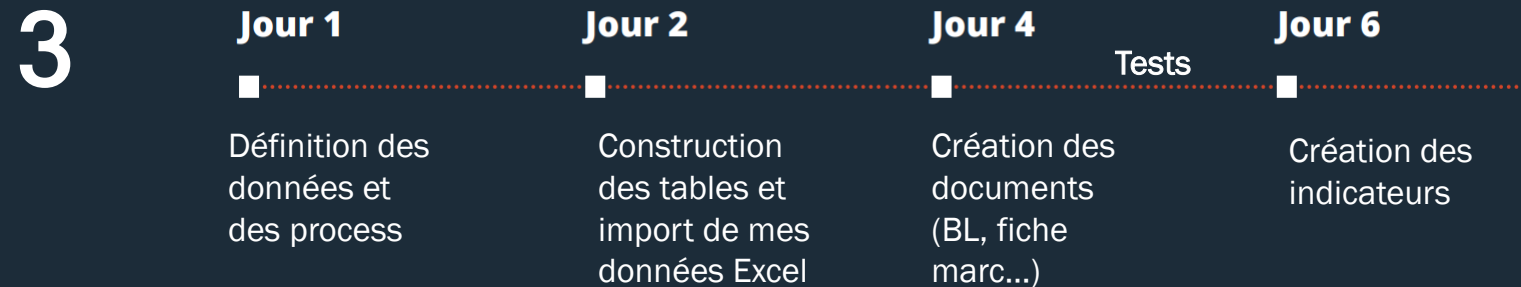 3
Jour 1
Jour 2
Jour 4
Jour 6
Tests
Définition des
données et
des process
Construction
des tables et
import de mes
données Excel
Création des
documents
(BL, fiche
marc...)
Création des
indicateurs